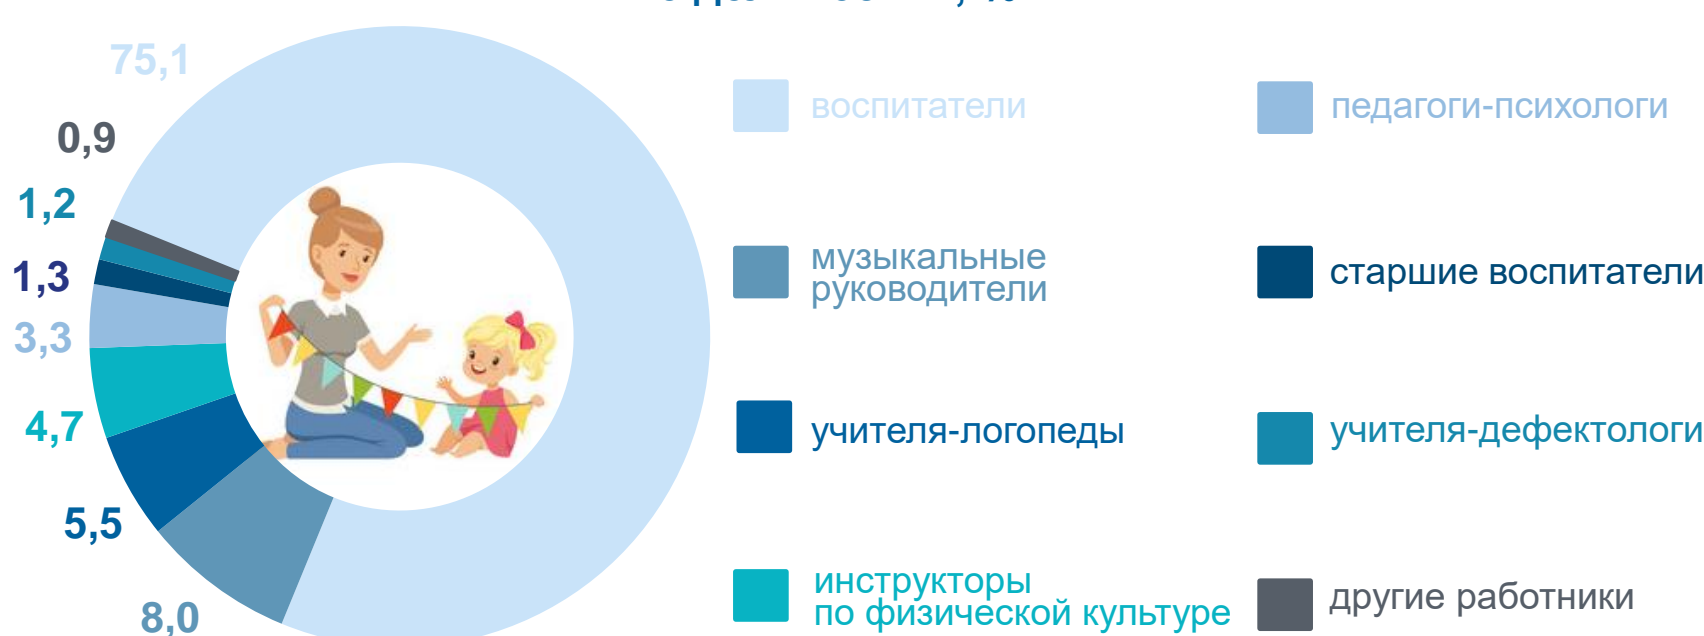 75,1
0,9
1,2
1,3
3,3
4,7
5,5
8,0
воспитатели
педагоги-психологи
музыкальные
руководители
старшие воспитатели
учителя-логопеды
учителя-дефектологи
инструкторы
по физической культуре
другие работники